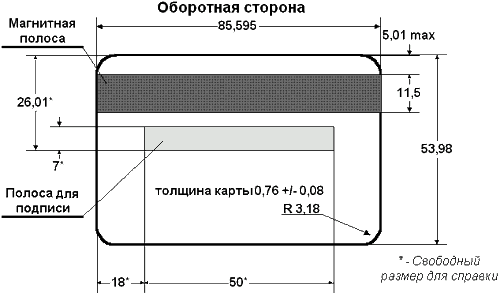 Оборотная сторона
Магнитная
полоса
85,595
5,01 max
26,01*
11,5
7*
53,98
Полоса для
подписи
толщина карты 0,76 +/- 0,08
R 3,18
18*
50*
* - Свободный
размер для справки